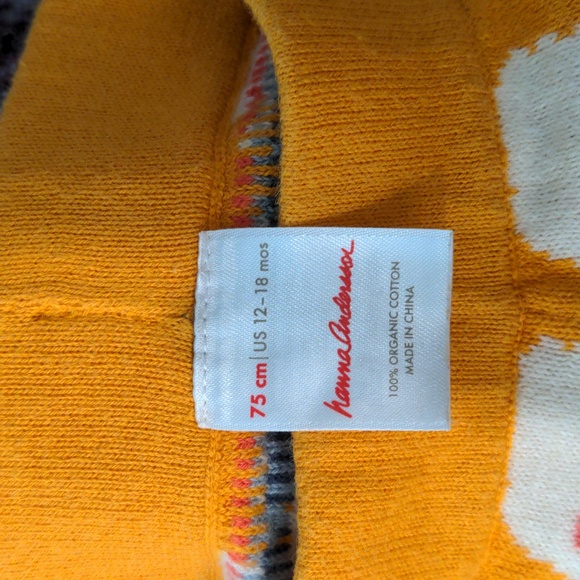 75 cm | US 12-18 mos
hanna andersson
100% ORGANIC COTTON
MADE IN CHINA